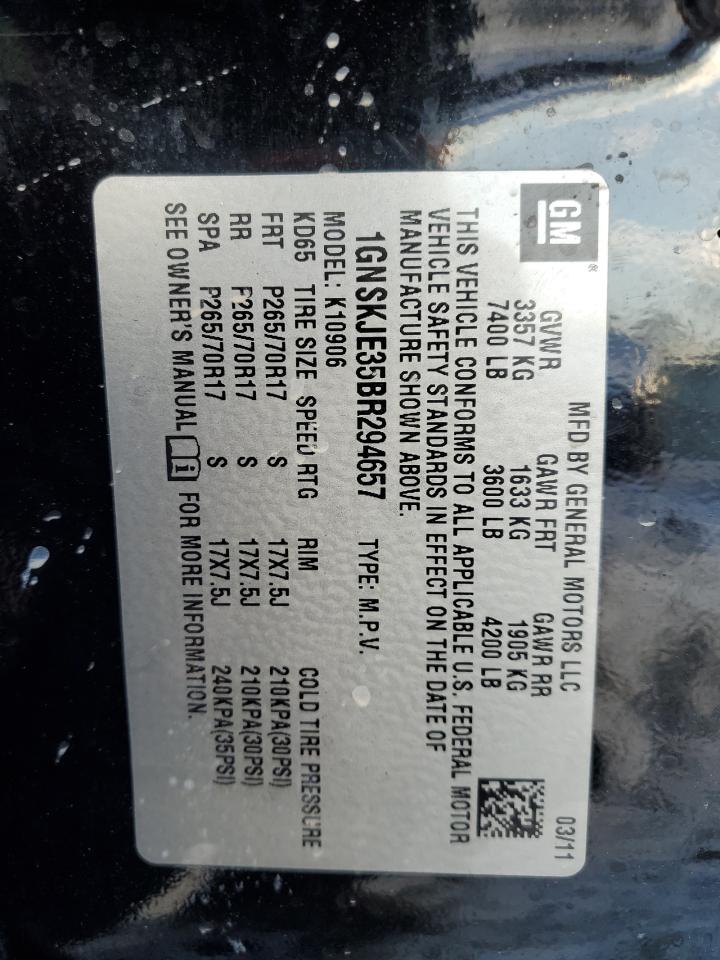 GM®
MFD BY GENERAL MOTORS LLC 03/11
GVWR GAWR FRT GAWR RR
3357 KG 1633 KG 1905 KG
7400 LB 3600 LB 4200 LB
THIS VEHICLE CONFORMS TO ALL APPLICABLE U.S. FEDERAL MOTOR
VEHICLE SAFETY STANDARDS IN EFFECT ON THE DATE OF
MANUFACTURE SHOWN ABOVE.
1GNSKJE35BR294657 TYPE: M.P.V.
MODEL: K10906
KD65 TIRE SIZE SPEED RTG RIM COLD TIRE PRESSURE
FRT P265/70R17 S 17X7.5J 210KPA(30PSI)
RR P265/70R17 S 17X7.5J 210KPA(30PSI)
SPA P265/70R17 S 17X7.5J 240KPA(35PSI)
SEE OWNER'S MANUAL i FOR MORE INFORMATION.